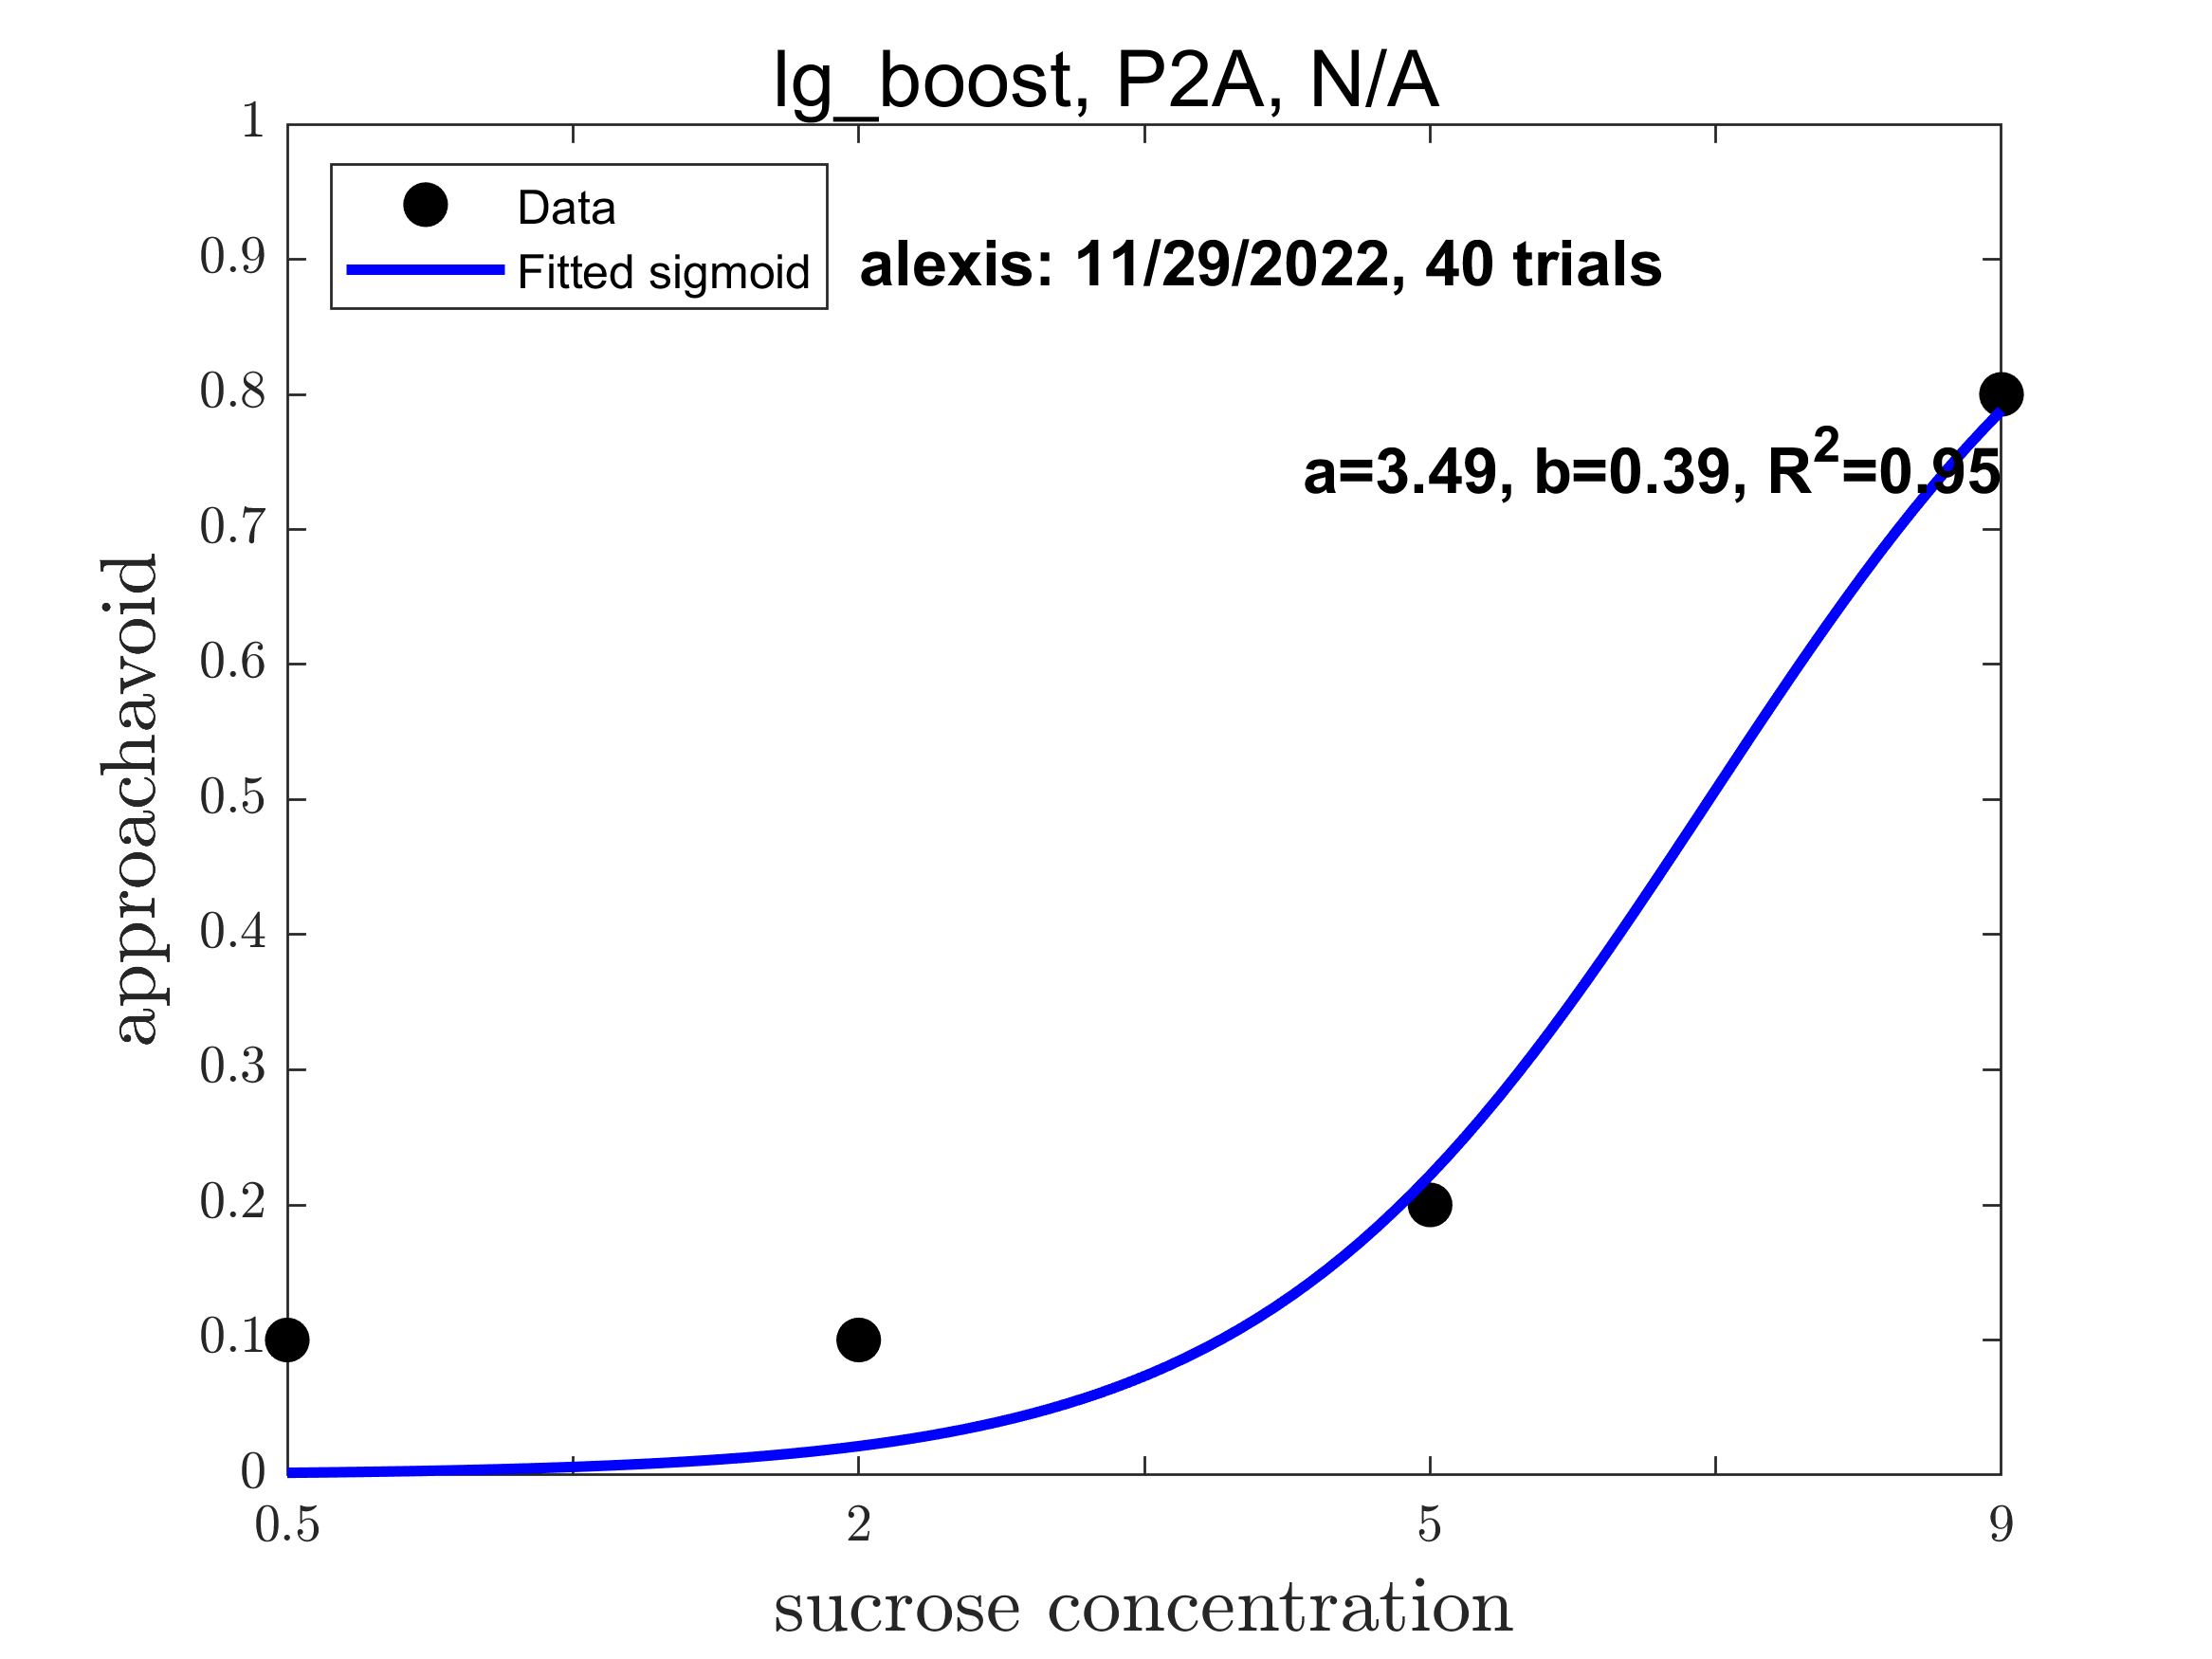 lg_boost, P2A, N/A
1
Data
Fitted sigmoid
alexis: 11/29/2022, 40 trials
0.9
0.8
a=3.49, b=0.39, R²=0.95
0.7
0.6
0.5
0.4
0.3
0.2
0.1
0
approachavoid
0.5 2 5 9
sucrose concentration